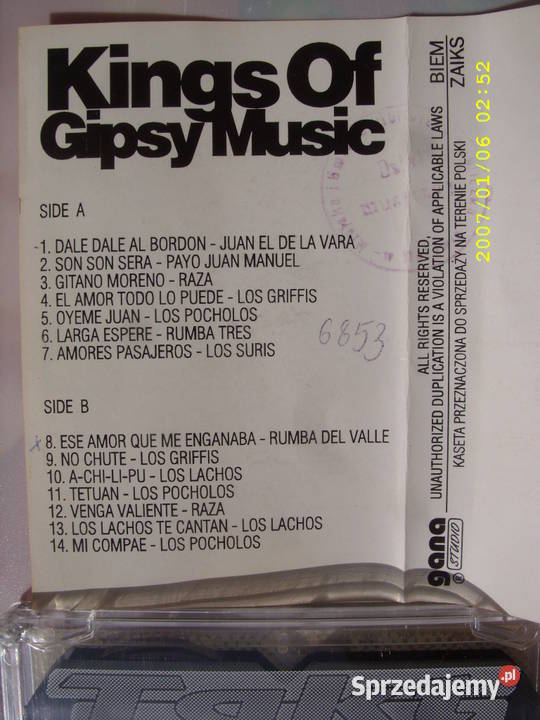 Kings Of
Gipsy Music
SIDE A
1. DALE DALE AL BORDON - JUAN EL DE LA VARA
2. SON SON SERA - PAYO JUAN MANUEL
3. GITANO MORENO - RAZA
4. EL AMOR TODO LO PUEDE - LOS GRIFFIS
5. OYEME JUAN - LOS POCHOLOS
6. LARGA ESPERE - RUMBA TRES
7. AMORES PASAJEROS - LOS SURIS
6853
SIDE B
8. ESE AMOR QUE ME ENGANABA - RUMBA DEL VALLE
9. NO CHUTE - LOS GRIFFIS
10. A-CHI-LI-PU - LOS LACHOS
11. TETUAN - LOS POCHOLOS
12. VENGA VALIENTE - RAZA
13. LOS LACHOS TE CANTAN - LOS LACHOS
14. MI COMPAE - LOS POCHOLOS
ALL RIGHTS RESERVED,
UNAUTHORIZED DUPLICATION IS A VIOLATION OF APPLICABLE LAWS
KASETA PRZEZNACZONA DO SPRZEDAŻY NA TERENIE POLSKI
BIEM
ZAIKS
gana
® STUDIO
2007/01/06 02:52
Takt
Sprzedajemy.pl